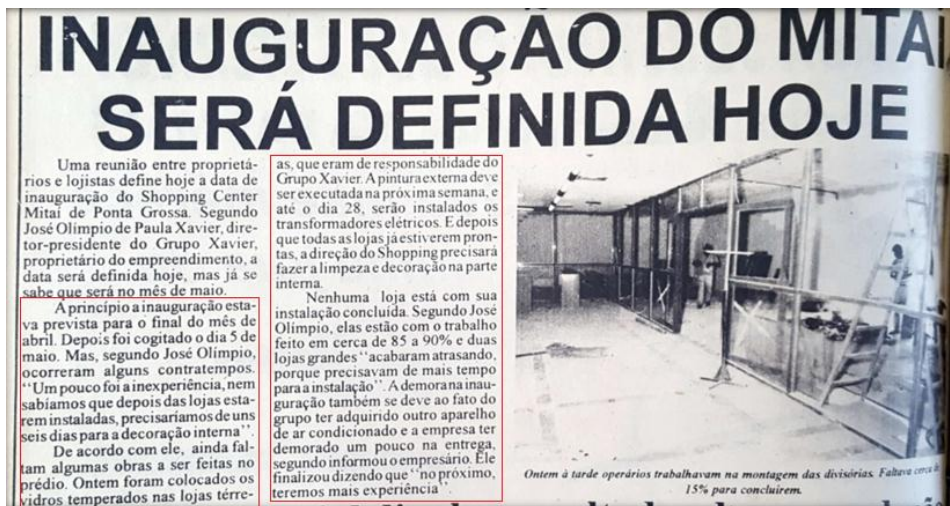 INAUGURAÇÃO DO MITA
SERÁ DEFINIDA HOJE
Uma reunião entre proprietá-
rios e lojistas define hoje a data de
inauguração do Shopping Center
Mitaí de Ponta Grossa. Segundo
José Olímpio de Paula Xavier, dire-
tor-presidente do Grupo Xavier,
proprietário do empreendimento, a
data será definida hoje, mas já se
sabe que será no mês de maio.
A princípio a inauguração esta-
va prevista para o final do mês de
abril. Depois foi cogitado o dia 5 de
maio. Mas, segundo José Olímpio,
ocorreram alguns contratempos.
"Um pouco foi a inexperiência, nem
sabíamos que depois das lojas esta-
rem instaladas, precisaríamos de uns
seis dias para a decoração interna".
De acordo com ele, ainda fal-
tam algumas obras a ser feitas no
prédio. Ontem foram colocados os
vidros temperados nas lojas térre-
as, que eram de responsabilidade do
Grupo Xavier. A pintura externa deve
ser executada na próxima semana, e
até o dia 28, serão instalados os
transformadores elétricos. E depois
que todas as lojas já estiverem pron-
tas, a direção do Shopping precisará
fazer a limpeza e decoração na parte
interna.
Nenhuma loja está com sua
instalação concluída. Segundo José
Olímpio, elas estão com o trabalho
feito em cerca de 85 a 90% e duas
lojas grandes "acabaram atrasando,
porque precisavam de mais tempo
para a instalação". A demora na inau-
guração também se deve ao fato do
grupo ter adquirido outro aparelho
de ar condicionado e a empresa ter
demorado um pouco na entrega,
segundo informou o empresário. Ele
finalizou dizendo que "no próximo,
teremos mais experiência".
Ontem à tarde operários trabalhavam na montagem das divisórias. Faltava cerca de
15% para concluírem.